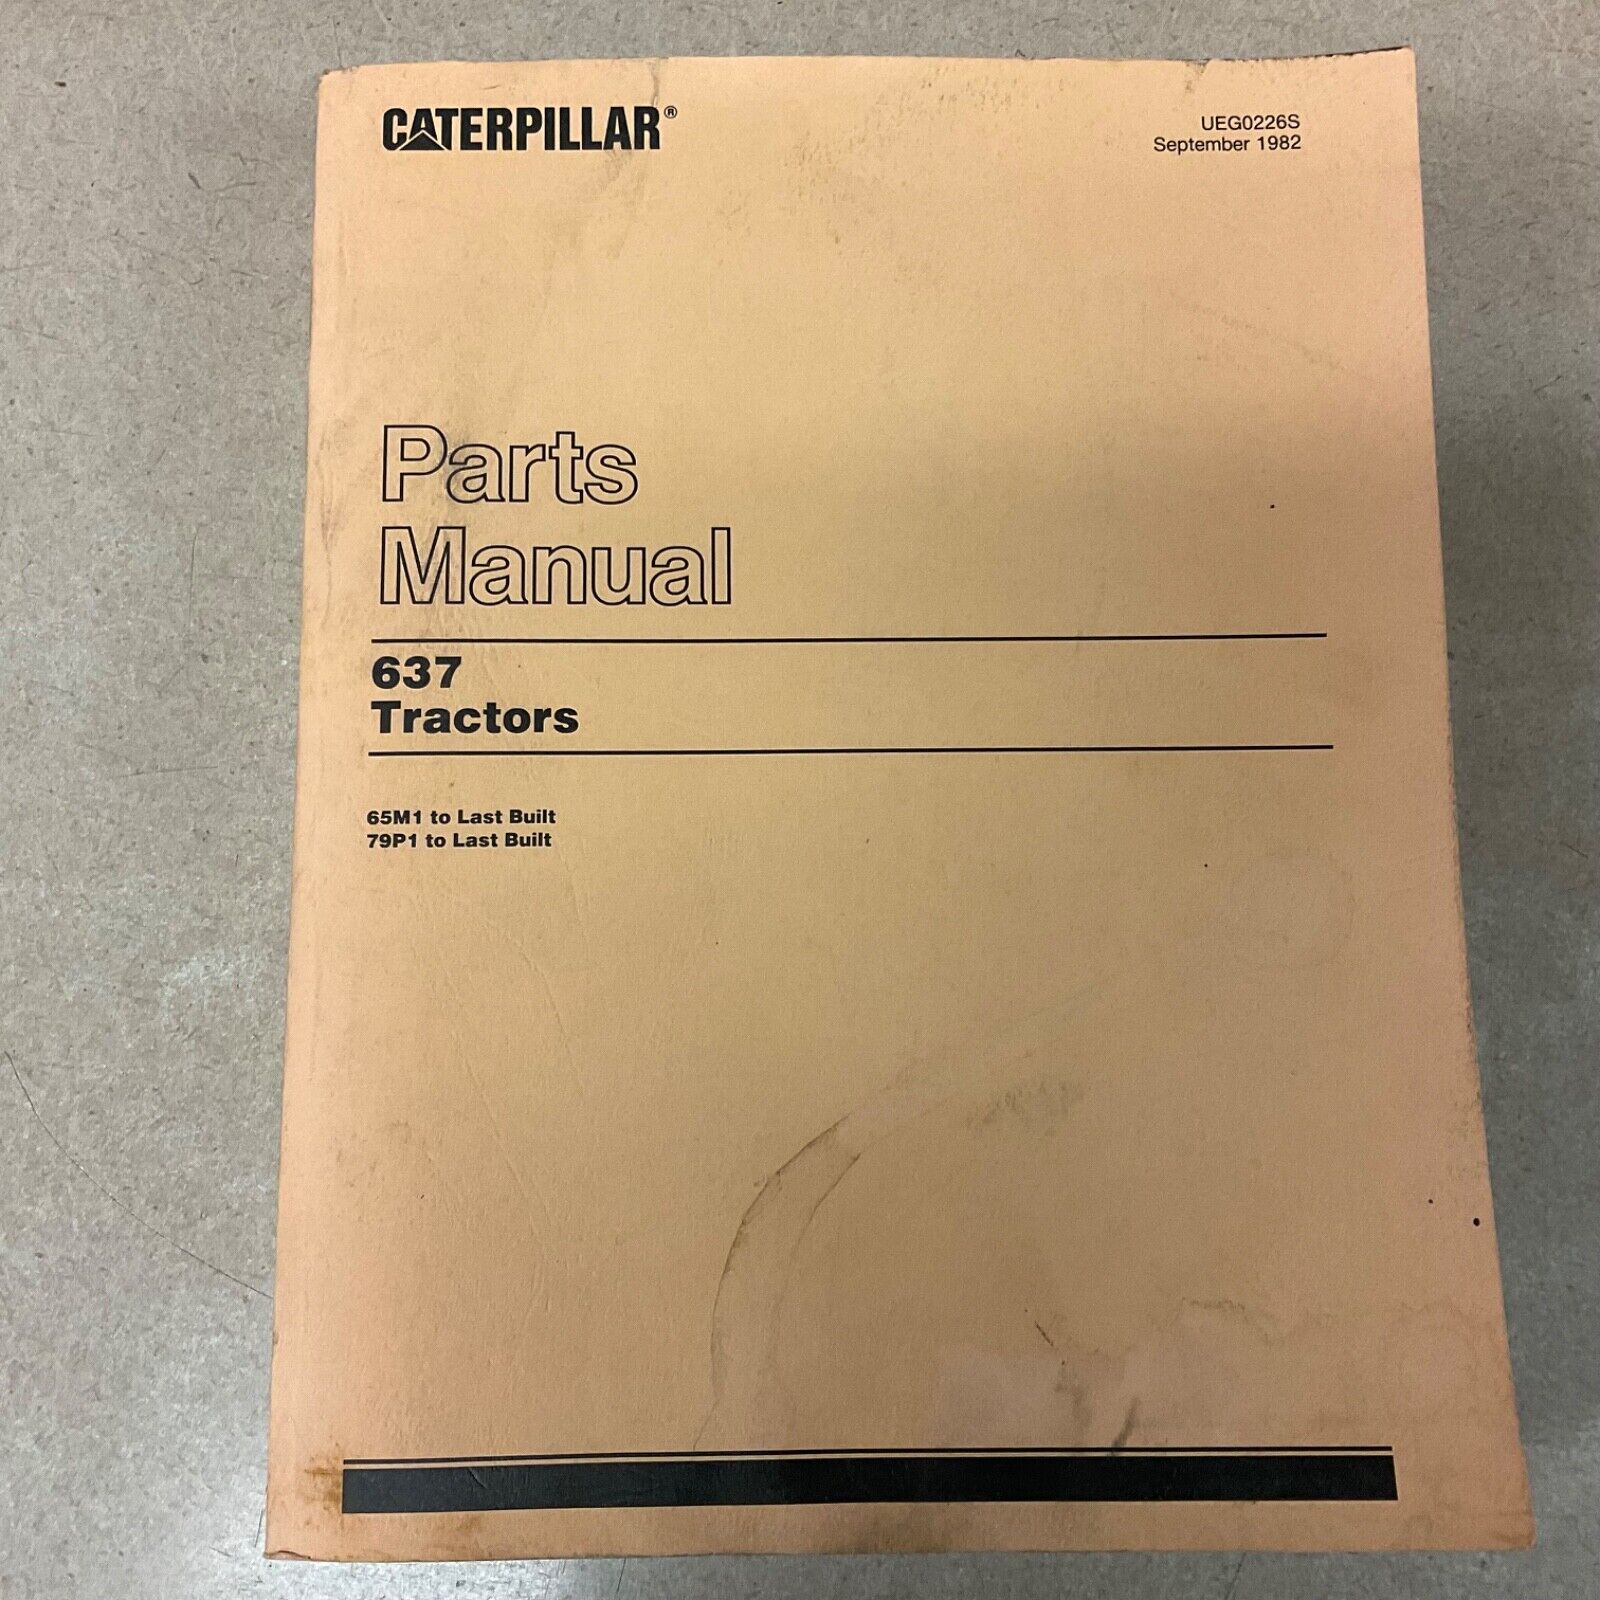 CATERPILLAR®
UEG0226S
September 1982
Parts
Manual
637
Tractors
65M1 to Last Built
79P1 to Last Built